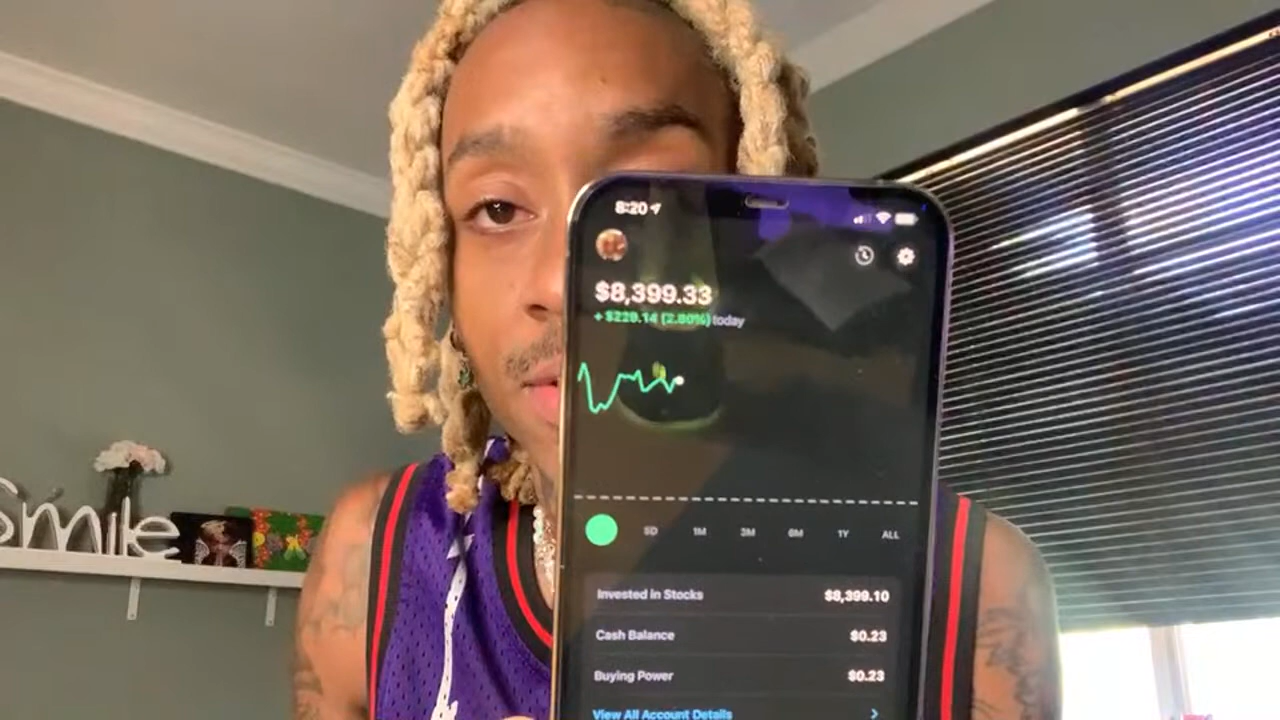 8:20
$8,399.33
+ $229.14 (2.80%) today
5D 1M 3M 6M 1Y ALL
Invested in Stocks $8,399.10
Cash Balance $0.23
Buying Power $0.23
View All Account Details
Smile